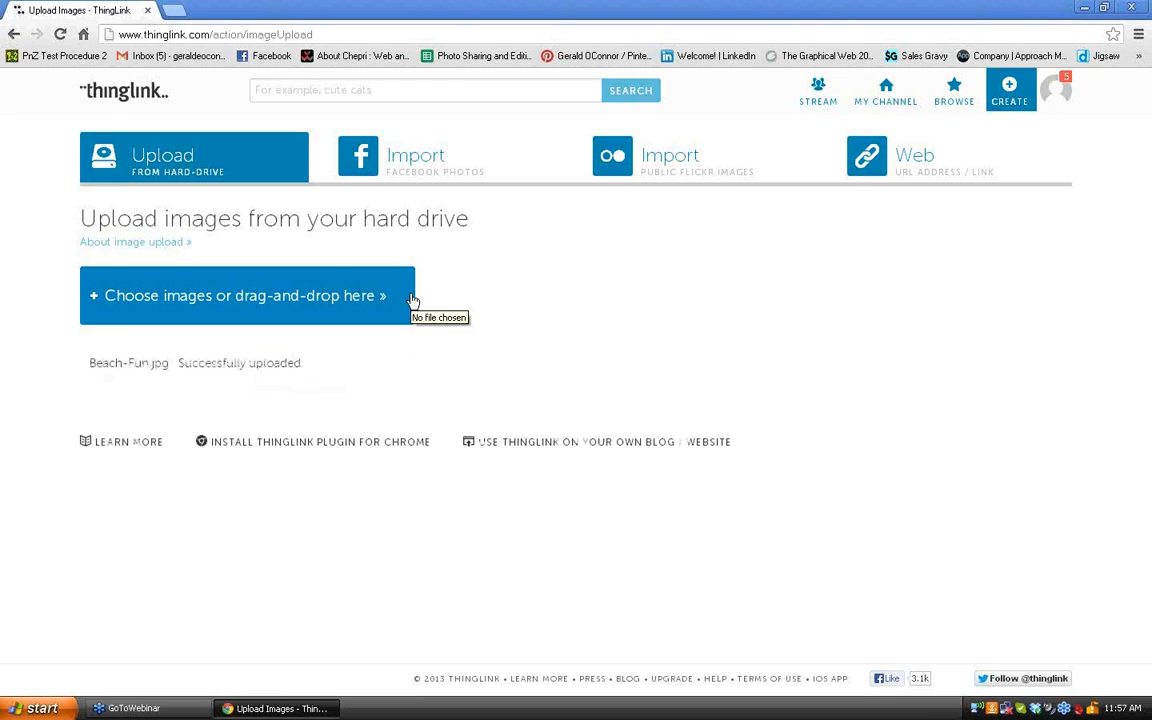 Upload Images - ThingLink
www.thinglink.com/action/imageUpload
PnZ Test Procedure 2 Inbox (5) - geraldeocon... Facebook About Chepri : Web an... Photo Sharing and Editi... Gerald OConnor / Pinte... Welcome! | LinkedIn The Graphical Web 20... Sales Gravy Company | Approach M... Jigsaw »
thinglink.. For example, cute cats SEARCH STREAM MY CHANNEL BROWSE CREATE 5
Upload Import Import Web
FROM HARD-DRIVE FACEBOOK PHOTOS PUBLIC FLICKR IMAGES URL ADDRESS / LINK
Upload images from your hard drive
About image upload »
+ Choose images or drag-and-drop here »
No file chosen
Beach-Fun.jpg Successfully uploaded.
LEARN MORE INSTALL THINGLINK PLUGIN FOR CHROME USE THINGLINK ON YOUR OWN BLOG / WEBSITE
© 2013 THINGLINK • LEARN MORE • PRESS • BLOG • UPGRADE • HELP • TERMS OF USE • IOS APP Like 3.1k Follow @thinglink
start GoToWebinar Upload Images - Thin... 11:57 AM